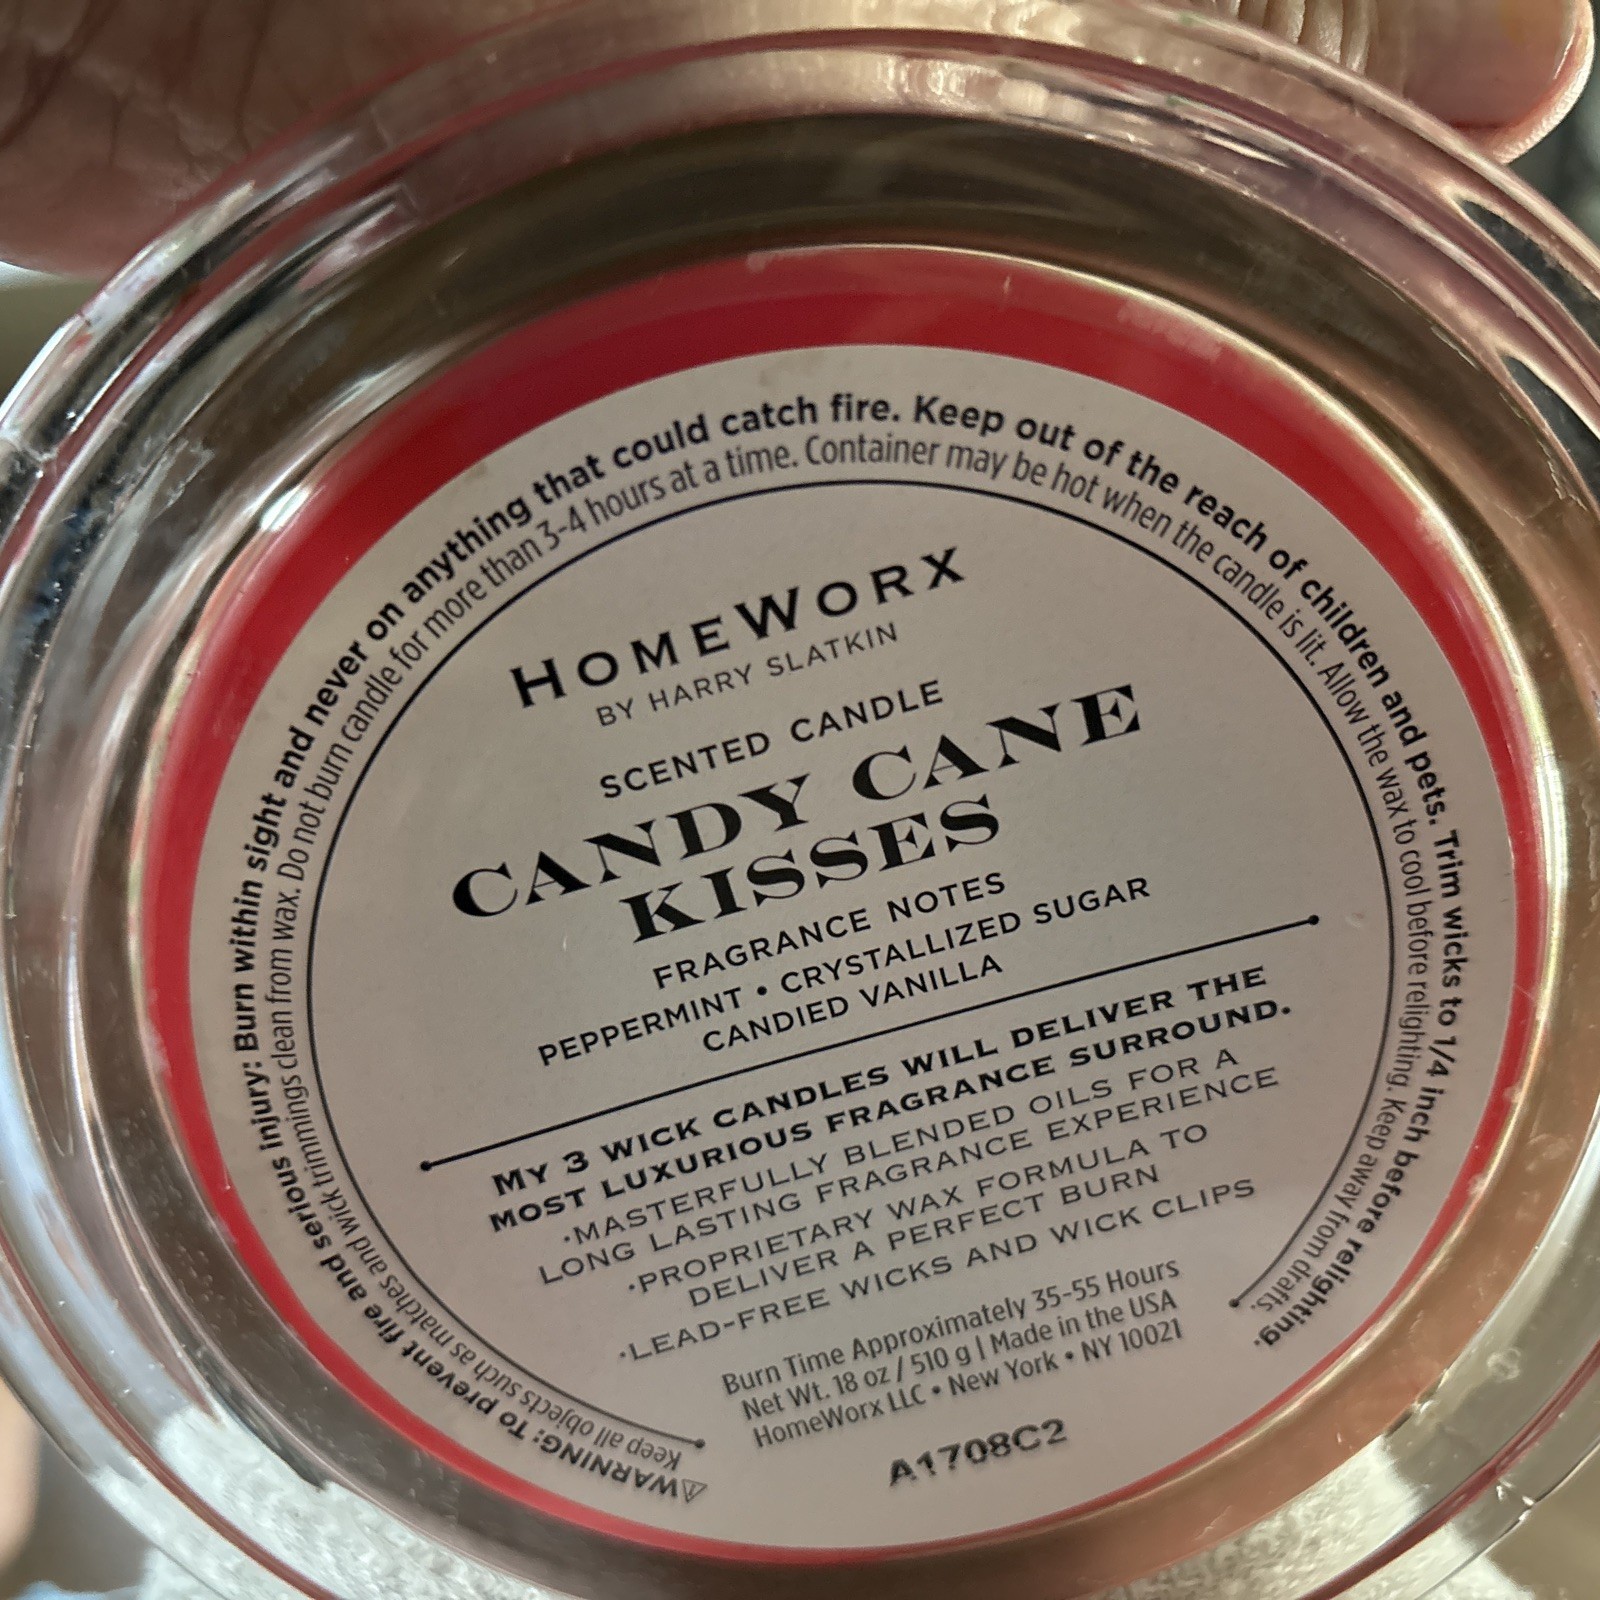 ⚠WARNING: To prevent fire and serious injury: Burn within sight and never on anything that could catch fire. Keep out of the reach of children and pets. Trim wicks to 1/4 inch before relighting.
Keep all objects such as matches and wick trimmings clean from wax. Do not burn candle for more than 3-4 hours at a time. Container may be hot when the candle is lit. Allow the wax to cool before relighting. Keep away from drafts.
HOMEWORX
BY HARRY SLATKIN
SCENTED CANDLE
CANDY CANE
KISSES
FRAGRANCE NOTES
PEPPERMINT • CRYSTALLIZED SUGAR
CANDIED VANILLA
MY 3 WICK CANDLES WILL DELIVER THE
MOST LUXURIOUS FRAGRANCE SURROUND.
·MASTERFULLY BLENDED OILS FOR A
LONG LASTING FRAGRANCE EXPERIENCE
·PROPRIETARY WAX FORMULA TO
DELIVER A PERFECT BURN
·LEAD-FREE WICKS AND WICK CLIPS
Burn Time Approximately 35-55 Hours
Net Wt. 18 oz / 510 g | Made in the USA
HomeWorx LLC • New York • NY 10021
A1708C2